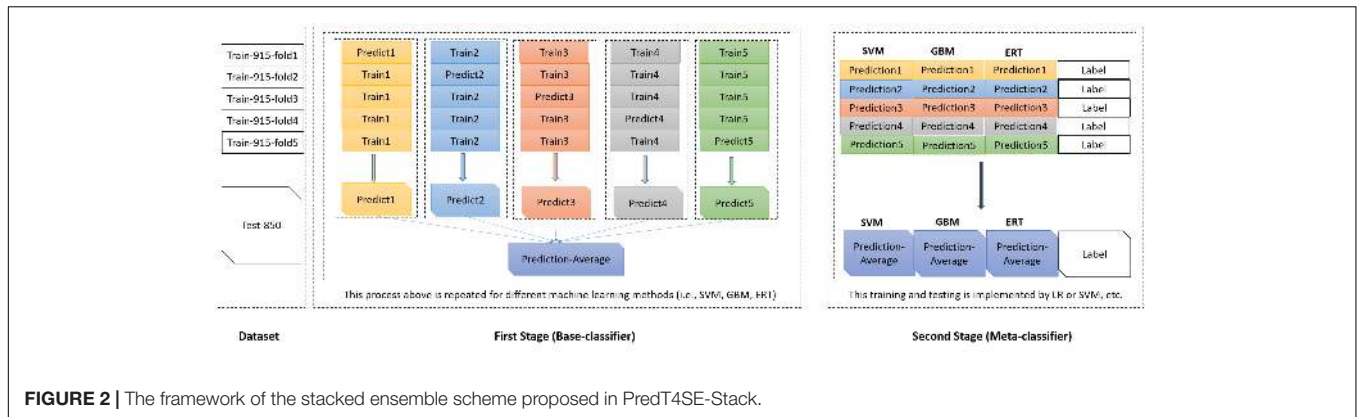 Train-915-fold1
Train-915-fold2
Train-915-fold3
Train-915-fold4
Train-915-fold5
Test-850
Dataset
Predict1 Train2 Train3 Train4 Train5
Train1 Predict2 Train3 Train4 Train5
Train1 Train2 Predict3 Train4 Train5
Train1 Train2 Train3 Predict4 Train5
Train1 Train2 Train3 Train4 Predict5
Predict1 Predict2 Predict3 Predict4 Predict5
Prediction-Average
This process above is repeated for different machine learning methods (i.e., SVM, GBM, ERT)
First Stage (Base-classifier)
SVM GBM ERT
Prediction1 Prediction1 Prediction1 Label
Prediction2 Prediction2 Prediction2 Label
Prediction3 Prediction3 Prediction3 Label
Prediction4 Prediction4 Prediction4 Label
Prediction5 Prediction5 Prediction5 Label
SVM GBM ERT
Prediction- Prediction- Prediction- Label
Average Average Average
This training and testing is implemented by LR or SVM, etc.
Second Stage (Meta-classifier)
FIGURE 2 | The framework of the stacked ensemble scheme proposed in PredT4SE-Stack.